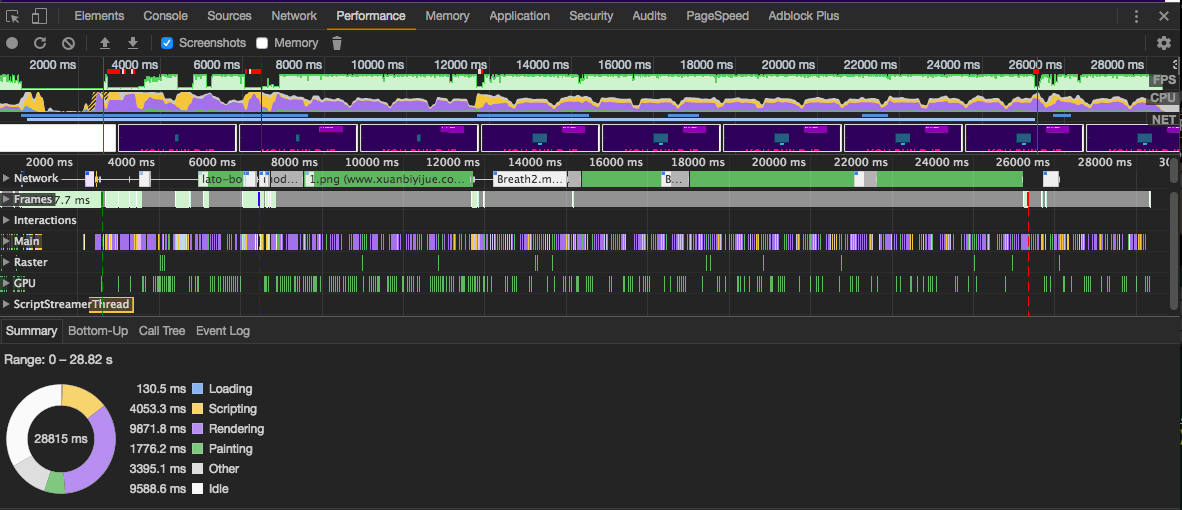 Elements Console Sources Network Performance Memory Application Security Audits PageSpeed Adblock Plus
Screenshots Memory
2000 ms 4000 ms 6000 ms 8000 ms 10000 ms 12000 ms 14000 ms 16000 ms 18000 ms 20000 ms 22000 ms 24000 ms 26000 ms 28000 ms 3
FPS
CPU
NET
2000 ms 4000 ms 6000 ms 8000 ms 10000 ms 12000 ms 14000 ms 16000 ms 18000 ms 20000 ms 22000 ms 24000 ms 26000 ms 28000 ms 30
Network ato-bo ood... 1.png (www.xuanbiyijue.co... Breath2.m... B...
Frames 7.7 ms
Interactions
Main
Raster
GPU
ScriptStreamerThread
Summary Bottom-Up Call Tree Event Log
Range: 0 – 28.82 s
130.5 ms Loading
4053.3 ms Scripting
28815 ms 9871.8 ms Rendering
1776.2 ms Painting
3395.1 ms Other
9588.6 ms Idle